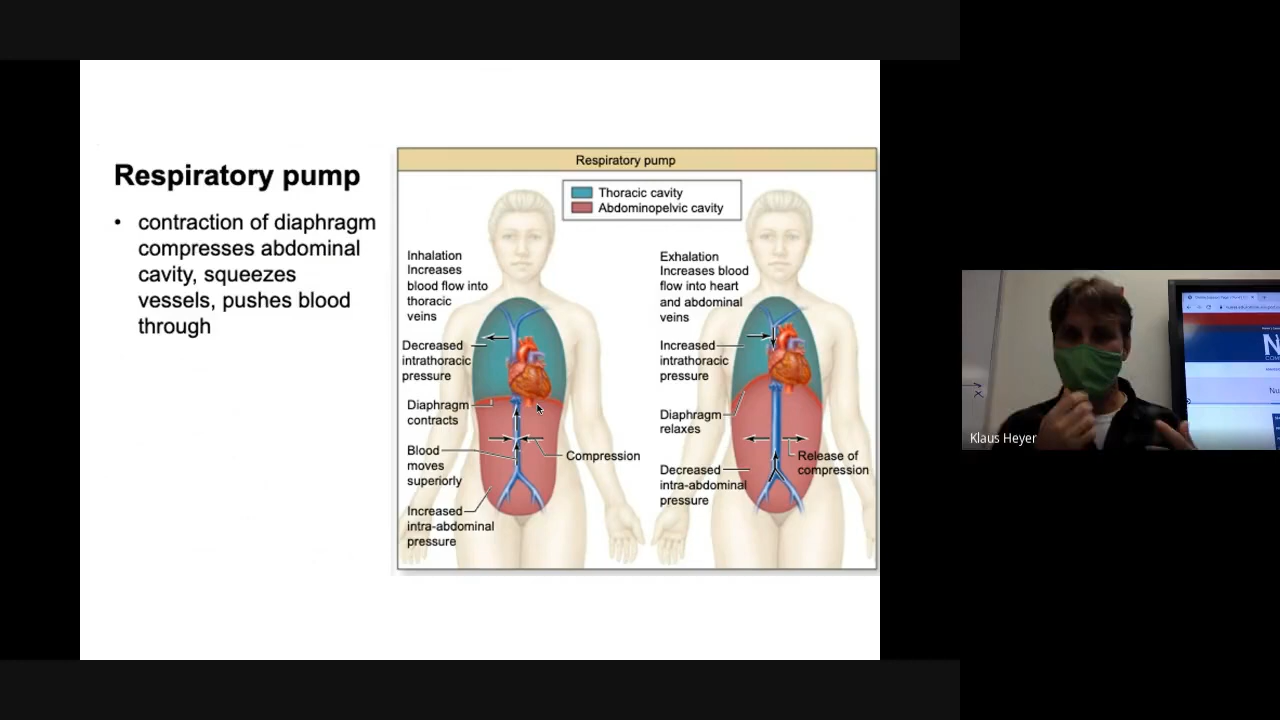 Respiratory pump
• contraction of diaphragm
compresses abdominal
cavity, squeezes
vessels, pushes blood
through
Respiratory pump
Thoracic cavity
Abdominopelvic cavity
Inhalation
Increases
blood flow into
thoracic
veins
Decreased
intrathoracic
pressure
Diaphragm
contracts
Blood
moves
superiorly
Compression
Increased
intra-abdominal
pressure
Exhalation
Increases blood
flow into heart
and abdominal
veins
Increased
intrathoracic
pressure
Diaphragm
relaxes
Release of
compression
Decreased
intra-abdominal
pressure
Klaus Heyer